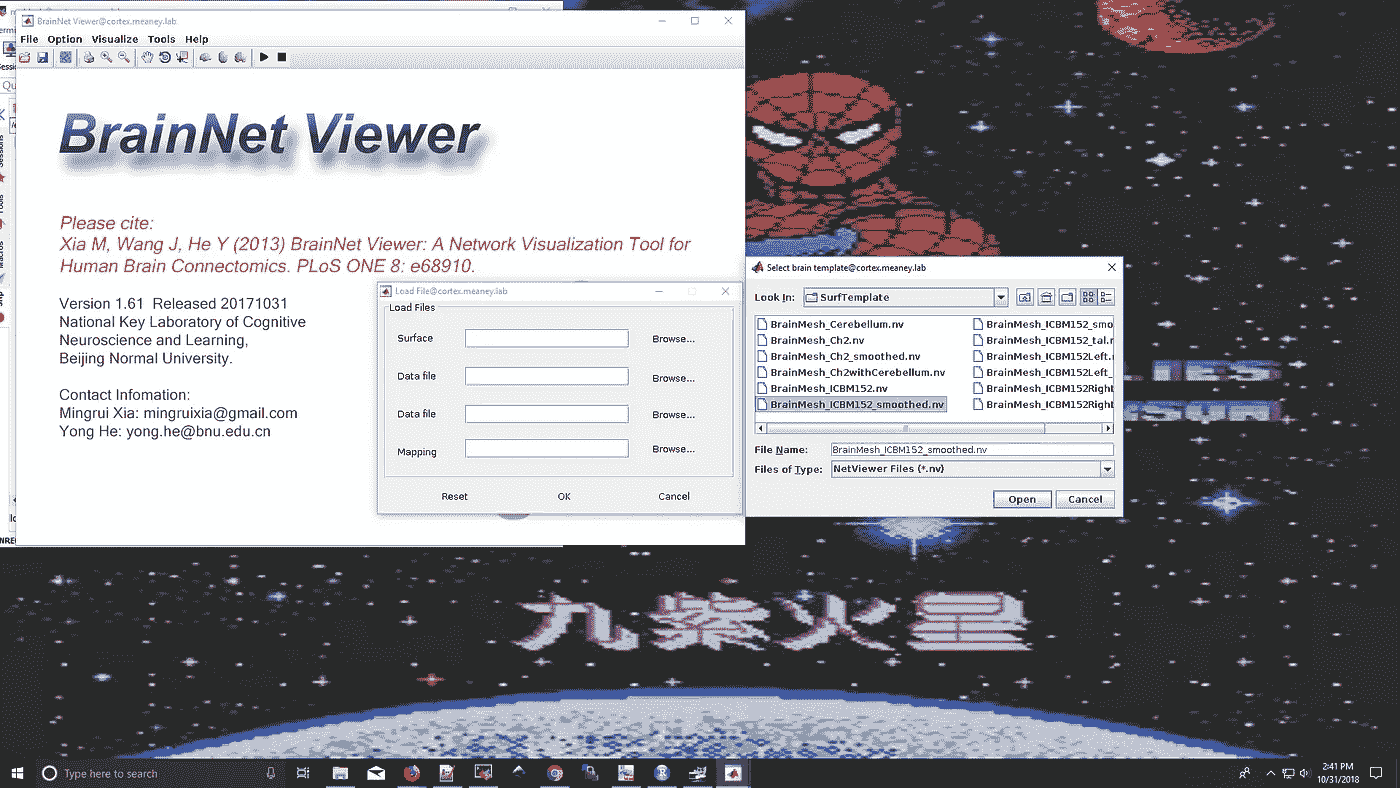 BrainNet Viewer@cortex.meaney.lab
File Option Visualize Tools Help
BrainNet Viewer
Please cite:
Xia M, Wang J, He Y (2013) BrainNet Viewer: A Network Visualization Tool for
Human Brain Connectomics. PLoS ONE 8: e68910.
Version 1.61 Released 20171031
National Key Laboratory of Cognitive
Neuroscience and Learning,
Beijing Normal University.
Contact Infomation:
Mingrui Xia: mingruixia@gmail.com
Yong He: yong.he@bnu.edu.cn
Load File@cortex.meaney.lab
Load Files
Surface Browse...
Data file Browse...
Data file Browse...
Mapping Browse...
Reset OK Cancel
Select brain template@cortex.meaney.lab
Look In: SurfTemplate
BrainMesh_Cerebellum.nv
BrainMesh_Ch2.nv
BrainMesh_Ch2_smoothed.nv
BrainMesh_Ch2withCerebellum.nv
BrainMesh_ICBM152.nv
BrainMesh_ICBM152_smoothed.nv
BrainMesh_ICBM152_smo
BrainMesh_ICBM152_tal.r
BrainMesh_ICBM152Left.
BrainMesh_ICBM152Left_
BrainMesh_ICBM152Right
BrainMesh_ICBM152Right
File Name: BrainMesh_ICBM152_smoothed.nv
Files of Type: NetViewer Files (*.nv)
Open Cancel
九紫火星
Type here to search
2:41 PM
10/31/2018